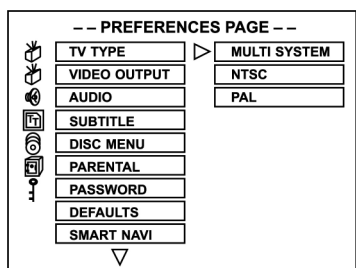 -- PREFERENCES PAGE --
TV TYPE
MULTI SYSTEM
VIDEO OUTPUT
NTSC
AUDIO
PAL
TT SUBTITLE
DISC MENU
PARENTAL
PASSWORD
DEFAULTS
SMART NAVI